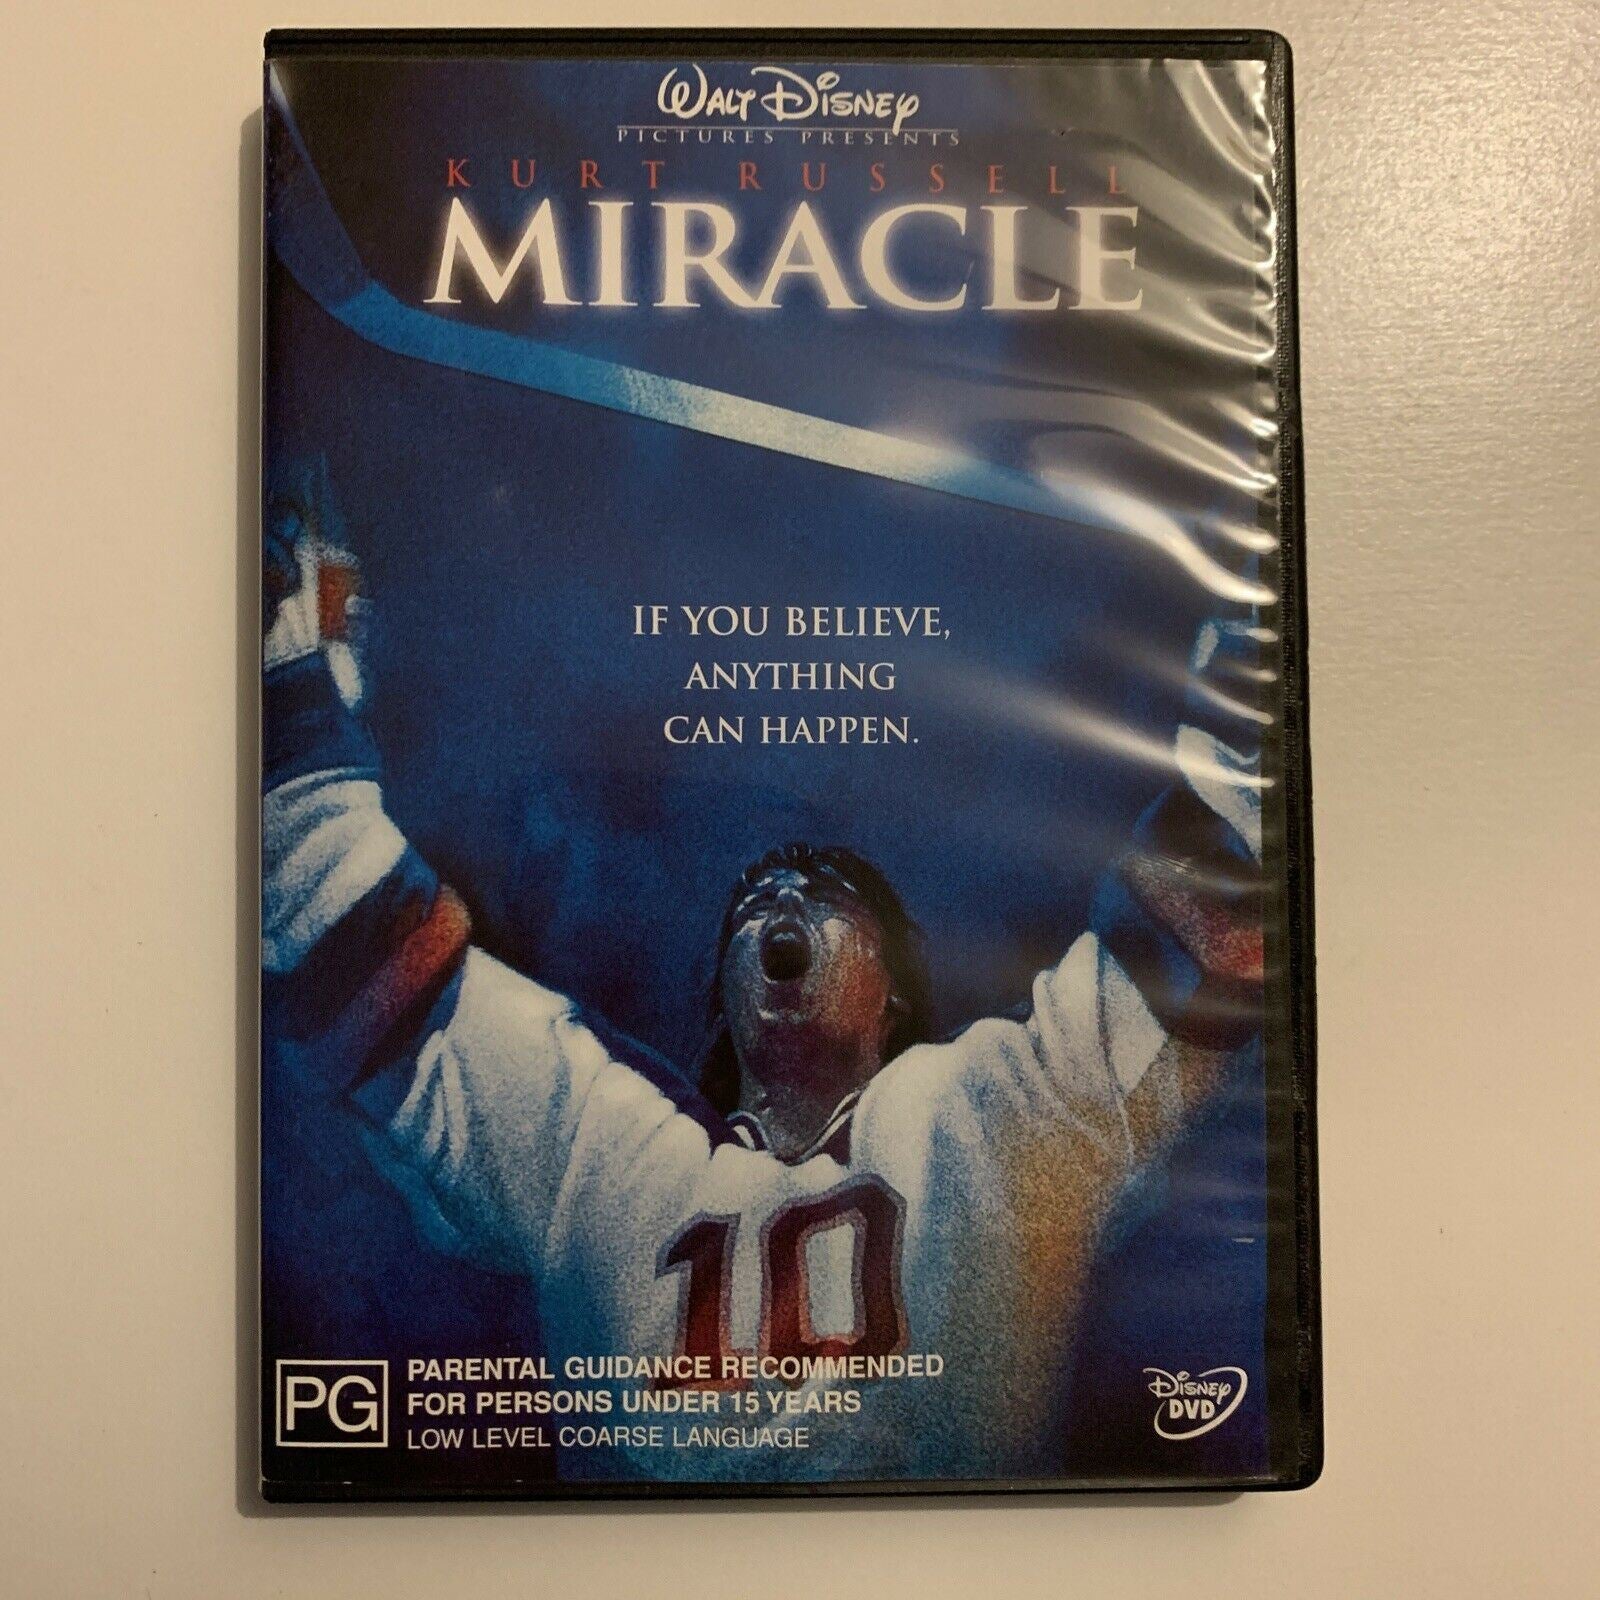 WALT DISNEY
PICTURES PRESENTS
KURT RUSSELL
MIRACLE
IF YOU BELIEVE,
ANYTHING
CAN HAPPEN.
10
PG
PARENTAL GUIDANCE RECOMMENDED
FOR PERSONS UNDER 15 YEARS
LOW LEVEL COARSE LANGUAGE
DISNEY
DVD